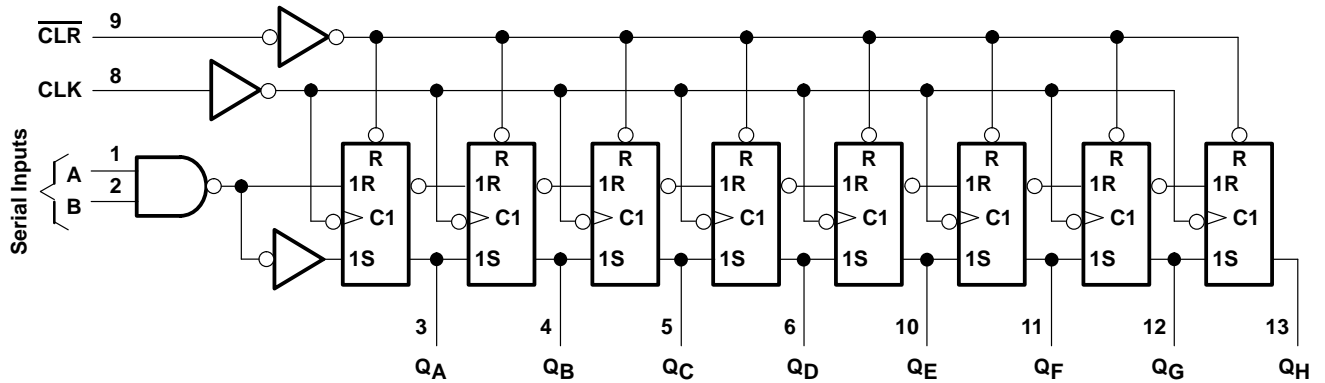 CLR 9
CLK 8
Serial Inputs
A 1
B 2
R R R R R R R R
1R 1R 1R 1R 1R 1R 1R 1R
C1 C1 C1 C1 C1 C1 C1 C1
1S 1S 1S 1S 1S 1S 1S 1S
3 4 5 6 10 11 12 13
QA QB QC QD QE QF QG QH